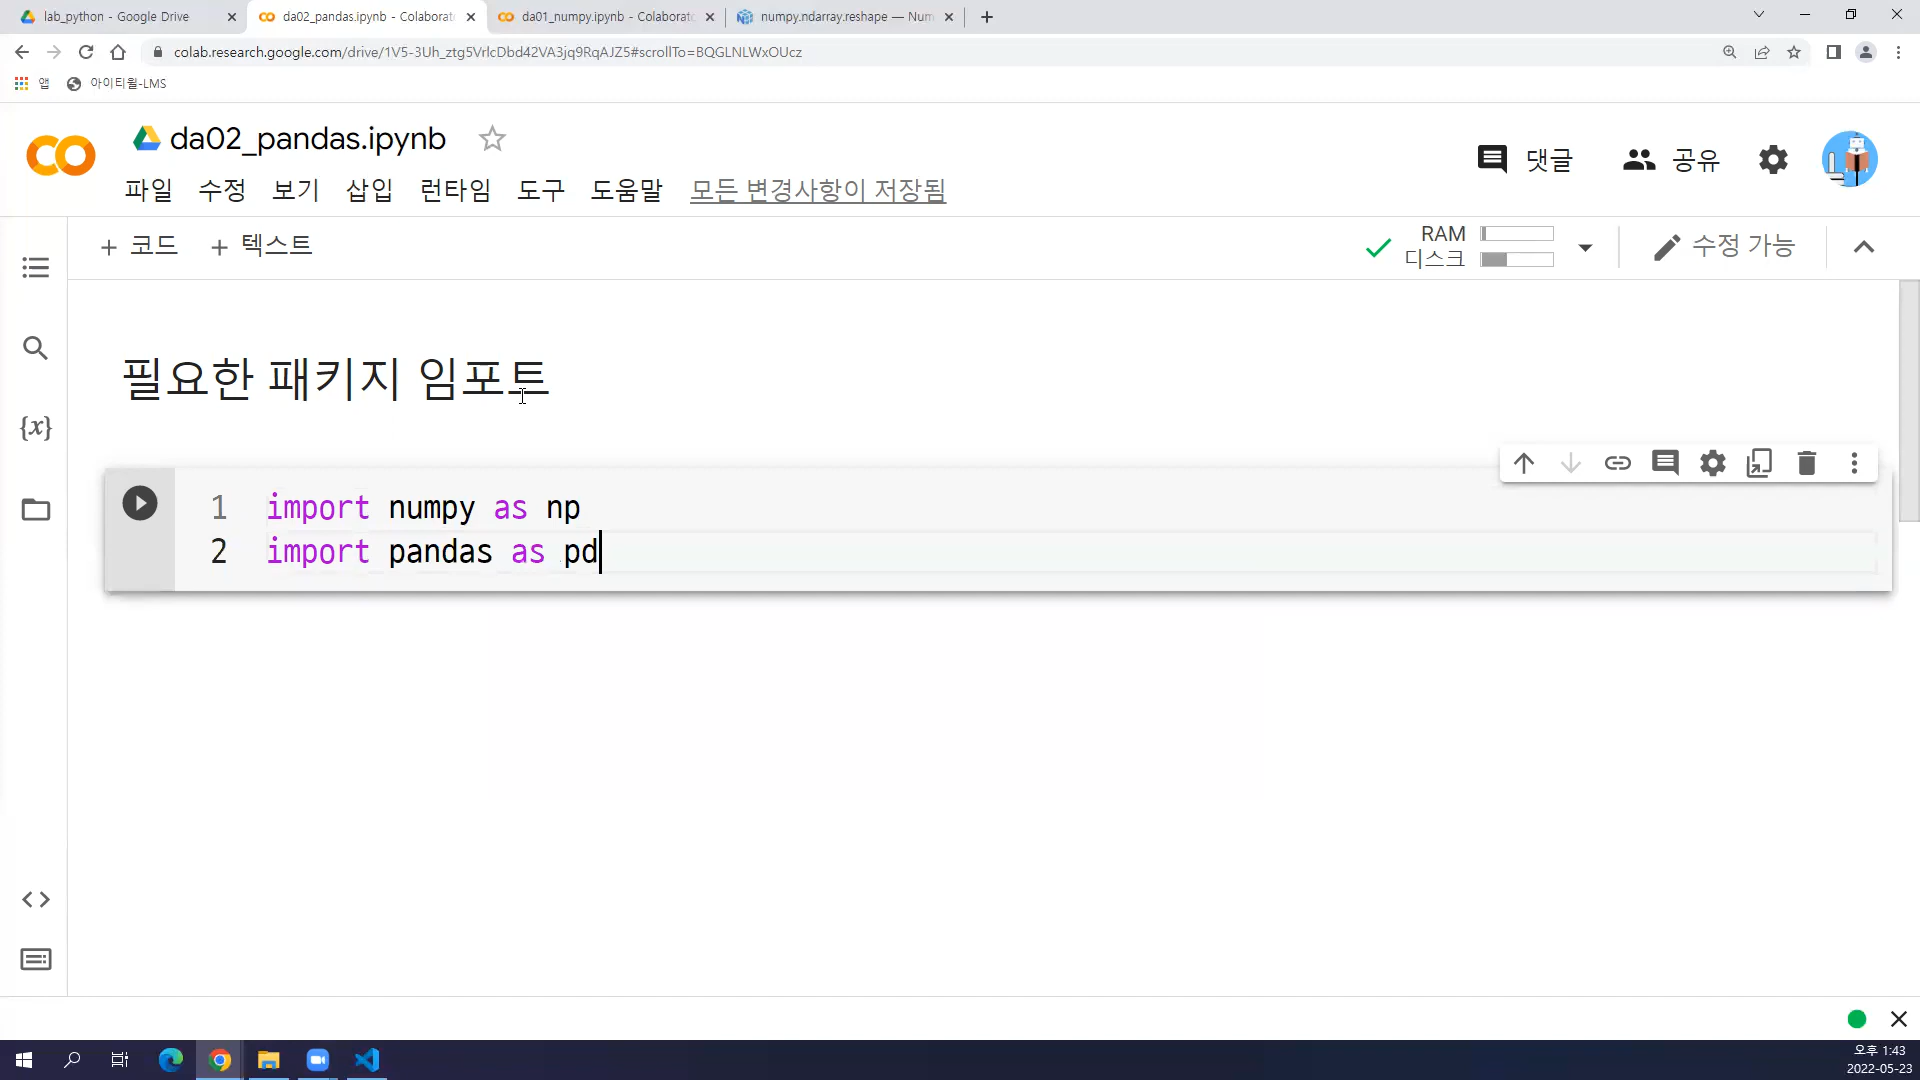 lab_python - Google Drive
da02_pandas.ipynb - Colaborat
da01_numpy.ipynb - Colaborat
numpy.ndarray.reshape — Num
colab.research.google.com/drive/1V5-3Uh_ztg5VrlcDbd42VA3jq9RqAJZ5#scrollTo=BQGLNLWxOUcz
앱
아이티윌-LMS
da02_pandas.ipynb
댓글
공유
파일 수정 보기 삽입 런타임 도구 도움말 모든 변경사항이 저장됨
+ 코드 + 텍스트
RAM
디스크
수정 가능
필요한 패키지 임포트
{x}
1 import numpy as np
2 import pandas as pd
오후 1:43
2022-05-23